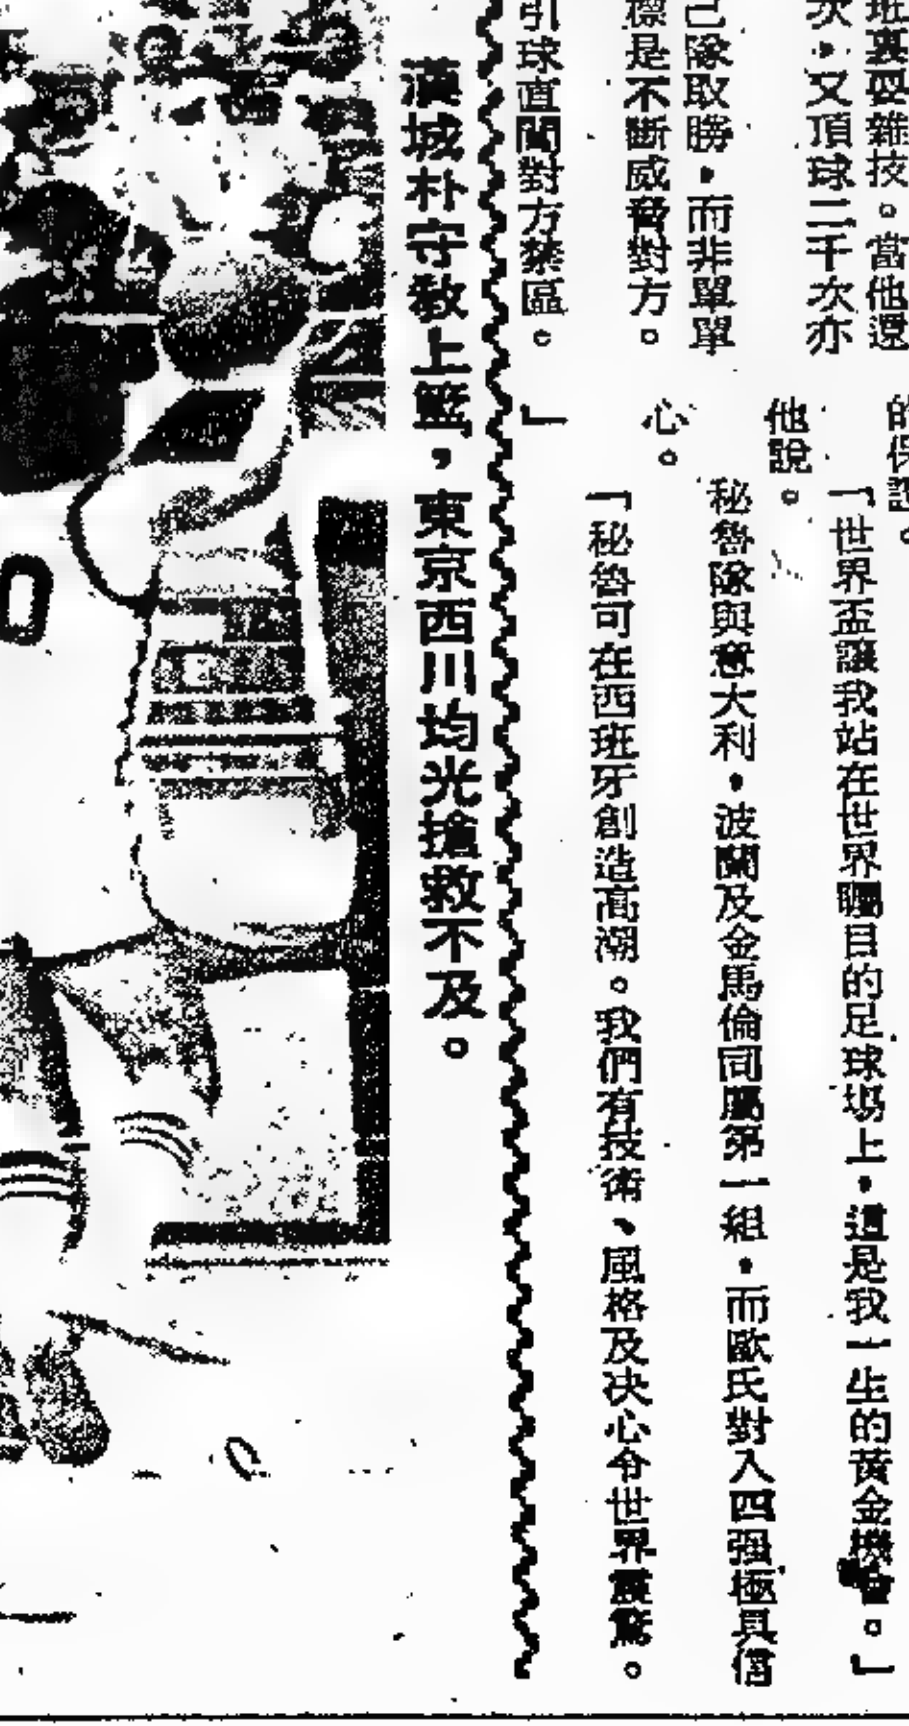 班裏耍雜技。當他還
次，又頂球二千次亦
己隊取勝，而非單單
標是不斷威脅對方。
引球直闖對方禁區。
的保證。
「世界盃讓我站在世界矚目的足球場上，這是我一生的黃金機會。」
他說。
秘魯隊與意大利，波蘭及金馬倫同屬第一組，而歐氏對入四强極具信
心。
「秘魯可在西班牙創造高潮。我們有技術、風格及决心令世界震驚。
」
漢城朴守教上籃，東京西川均光搶救不及。